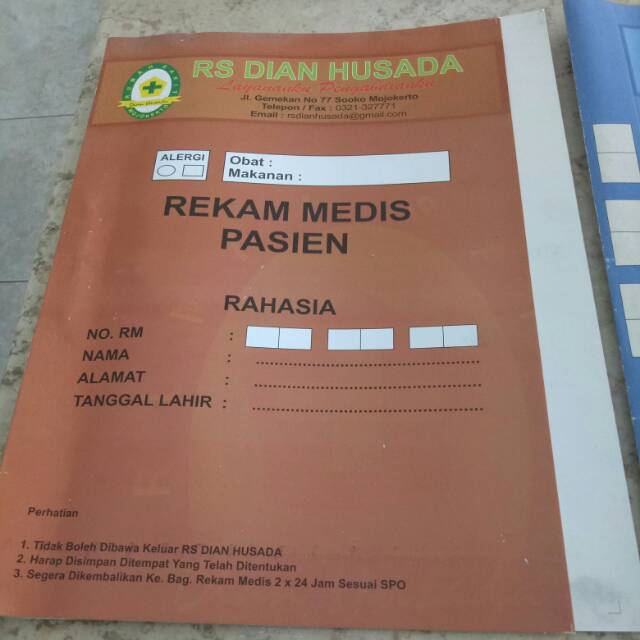 RS DIAN HUSADA
Layananku Pengabdianku
Jl. Gemekan No 77 Sooko Mojokerto
Telepon / Fax : 0321-327771
Email : rsdianhusada@gmail.com
ALERGI
Obat :
Makanan :
REKAM MEDIS
PASIEN
RAHASIA
NO. RM :
NAMA :
ALAMAT :
TANGGAL LAHIR :
Perhatian
1. Tidak Boleh Dibawa Keluar RS DIAN HUSADA
2. Harap Disimpan Ditempat Yang Telah Ditentukan
3. Segera Dikembalikan Ke. Bag. Rekam Medis 2 x 24 Jam Sesuai SPO